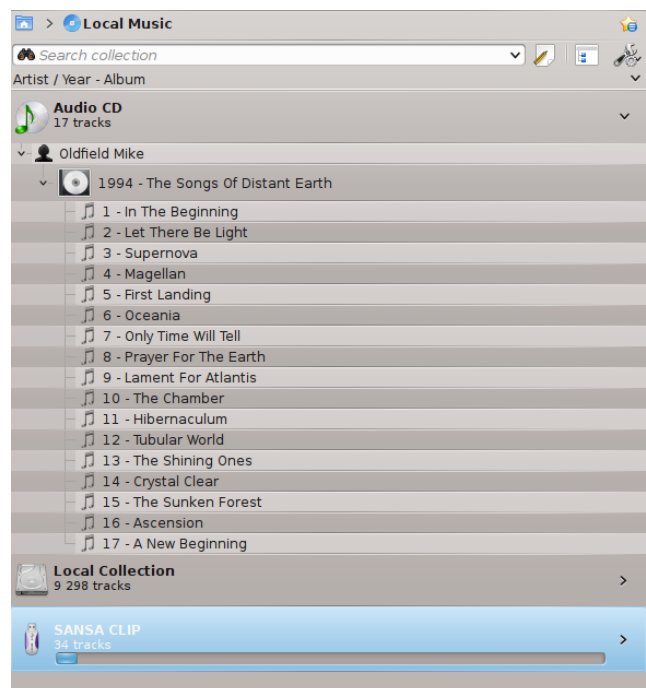 > Local Music
Search collection
Artist / Year - Album
Audio CD
17 tracks
Oldfield Mike
1994 - The Songs Of Distant Earth
1 - In The Beginning
2 - Let There Be Light
3 - Supernova
4 - Magellan
5 - First Landing
6 - Oceania
7 - Only Time Will Tell
8 - Prayer For The Earth
9 - Lament For Atlantis
10 - The Chamber
11 - Hibernaculum
12 - Tubular World
13 - The Shining Ones
14 - Crystal Clear
15 - The Sunken Forest
16 - Ascension
17 - A New Beginning
Local Collection
9 298 tracks
SANSA CLIP
34 tracks